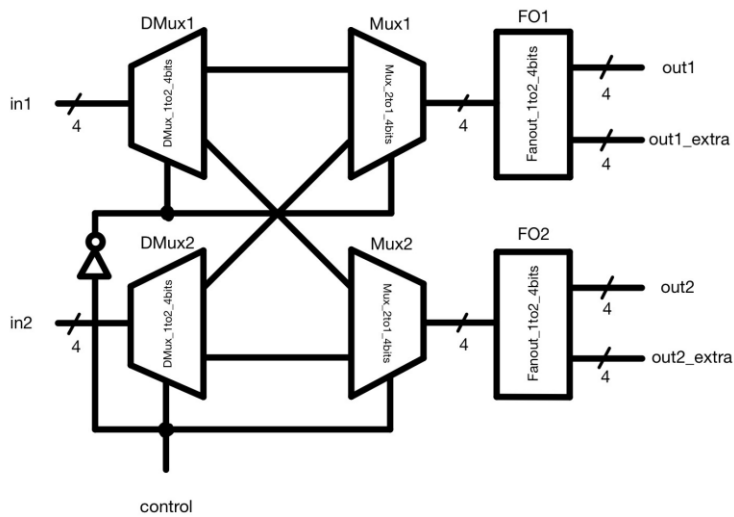 DMux1
Mux1
FO1
in1
4
DMux_1to2_4bits
Mux_2to1_4bits
4
Fanout_1to2_4bits
4
out1
4
out1_extra
DMux2
Mux2
FO2
in2
4
DMux_1to2_4bits
Mux_2to1_4bits
4
Fanout_1to2_4bits
4
out2
4
out2_extra
control